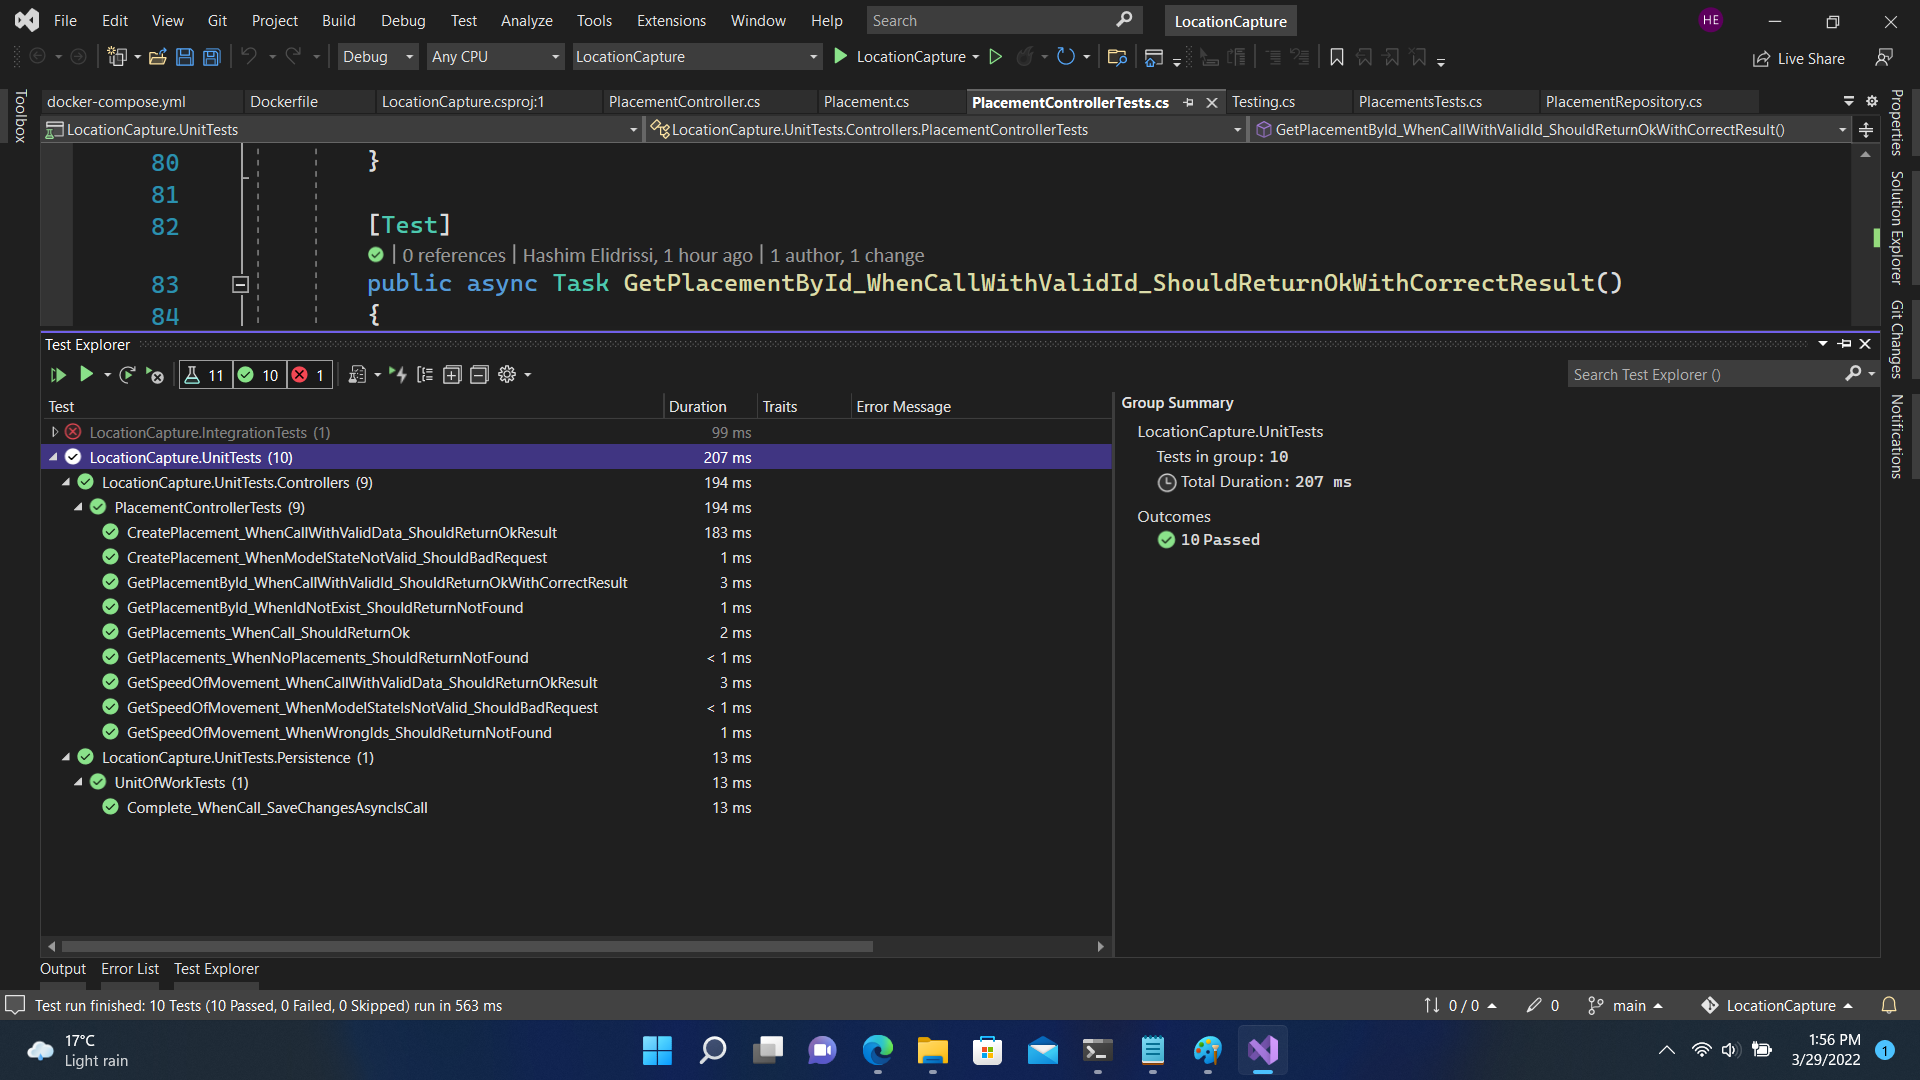 File Edit View Git Project Build Debug Test Analyze Tools Extensions Window Help Search LocationCapture HE
Debug Any CPU LocationCapture LocationCapture Live Share
Toolbox
docker-compose.yml Dockerfile LocationCapture.csproj:1 PlacementController.cs Placement.cs PlacementControllerTests.cs Testing.cs PlacementsTests.cs PlacementRepository.cs
LocationCapture.UnitTests LocationCapture.UnitTests.Controllers.PlacementControllerTests GetPlacementById_WhenCallWithValidId_ShouldReturnOkWithCorrectResult()
80 }
81
82 [Test]
0 references | Hashim Elidrissi, 1 hour ago | 1 author, 1 change
83 public async Task GetPlacementById_WhenCallWithValidId_ShouldReturnOkWithCorrectResult()
84 {
Properties
Solution Explorer
Git Changes
Notifications
Test Explorer
11 10 1 Search Test Explorer ()
Test Duration Traits Error Message
LocationCapture.IntegrationTests (1) 99 ms
LocationCapture.UnitTests (10) 207 ms
LocationCapture.UnitTests.Controllers (9) 194 ms
PlacementControllerTests (9) 194 ms
CreatePlacement_WhenCallWithValidData_ShouldReturnOkResult 183 ms
CreatePlacement_WhenModelStateNotValid_ShouldBadRequest 1 ms
GetPlacementById_WhenCallWithValidId_ShouldReturnOkWithCorrectResult 3 ms
GetPlacementById_WhenIdNotExist_ShouldReturnNotFound 1 ms
GetPlacements_WhenCall_ShouldReturnOk 2 ms
GetPlacements_WhenNoPlacements_ShouldReturnNotFound < 1 ms
GetSpeedOfMovement_WhenCallWithValidData_ShouldReturnOkResult 3 ms
GetSpeedOfMovement_WhenModelStateIsNotValid_ShouldBadRequest < 1 ms
GetSpeedOfMovement_WhenWrongIds_ShouldReturnNotFound 1 ms
LocationCapture.UnitTests.Persistence (1) 13 ms
UnitOfWorkTests (1) 13 ms
Complete_WhenCall_SaveChangesAsyncIsCall 13 ms
Group Summary
LocationCapture.UnitTests
Tests in group: 10
Total Duration: 207 ms
Outcomes
10 Passed
Output Error List Test Explorer
Test run finished: 10 Tests (10 Passed, 0 Failed, 0 Skipped) run in 563 ms 0 / 0 0 main LocationCapture
17°C
Light rain
1:56 PM
3/29/2022
1